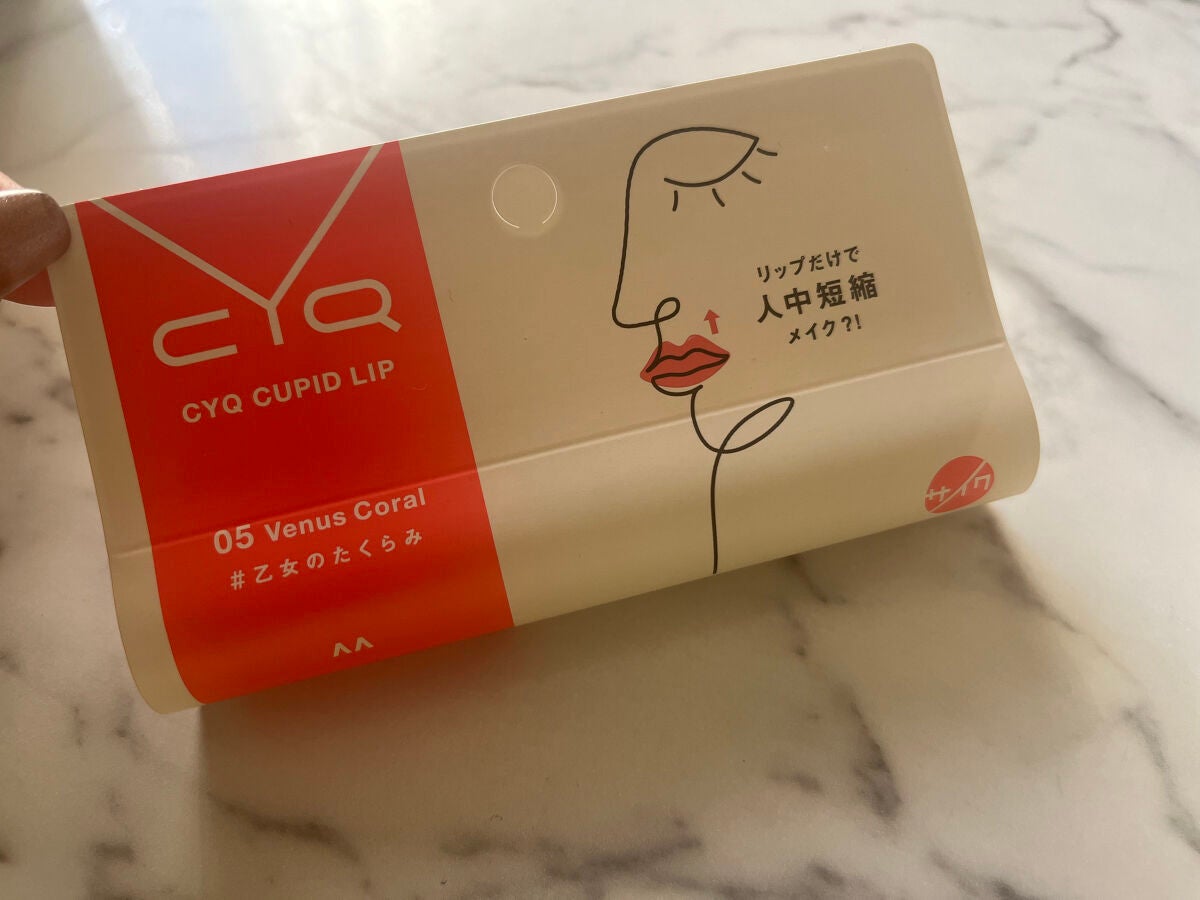 CYQ
CYQ CUPID LIP
05 Venus Coral
#乙女のたくらみ
リップだけで
人中短縮
メイク?!
サイク